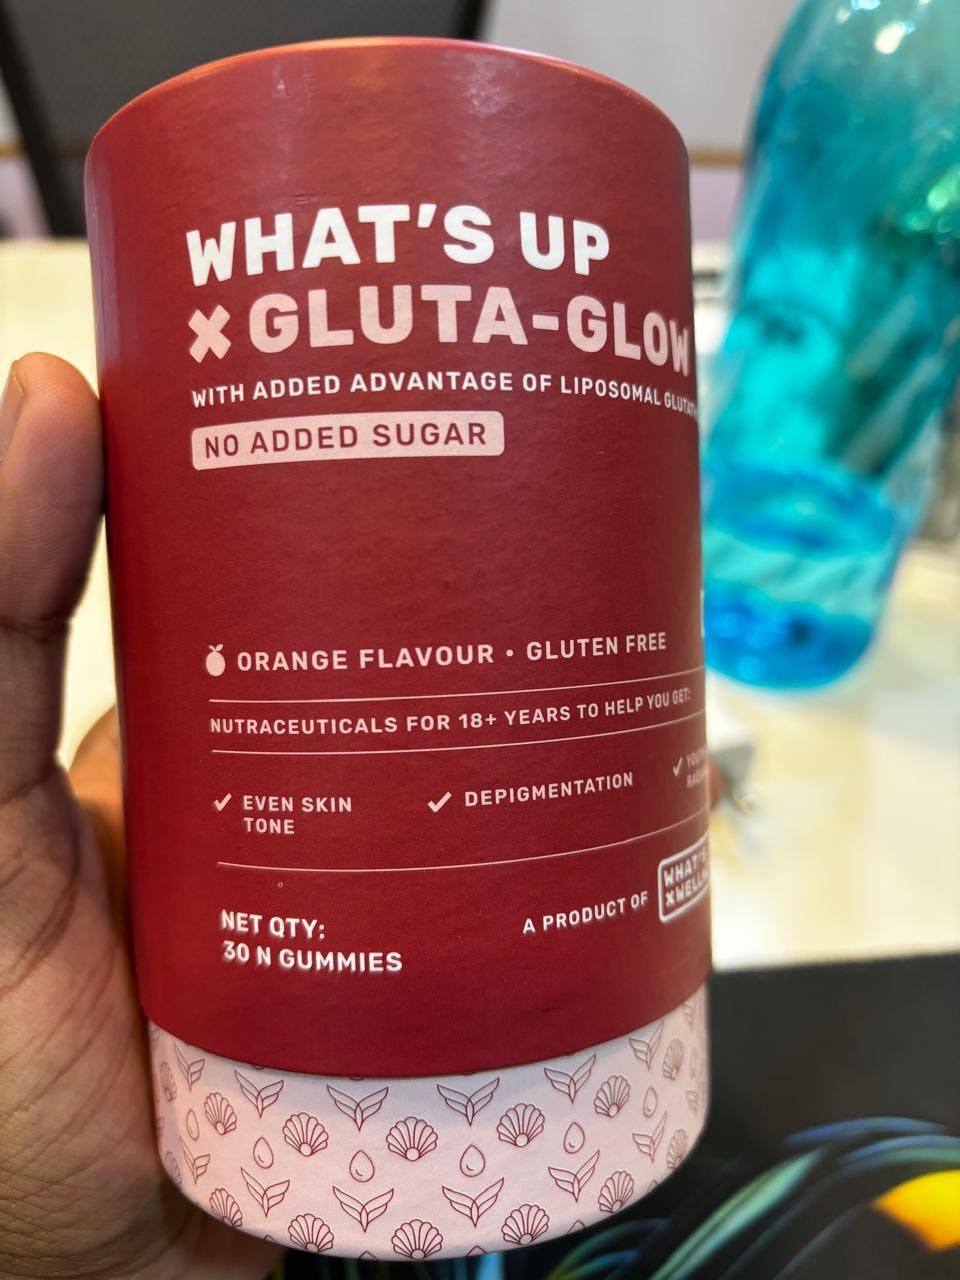 WHAT'S UP
× GLUTA-GLOW
WITH ADDED ADVANTAGE OF LIPOSOMAL
NO ADDED SUGAR
ORANGE FLAVOUR • GLUTEN FREE
NUTRACEUTICALS FOR 18+ YEARS TO HELP YOU GET:
✓ EVEN SKIN
TONE
✓ DEPIGMENTATION
NET QTY:
30 N GUMMIES
A PRODUCT OF
WHAT'S